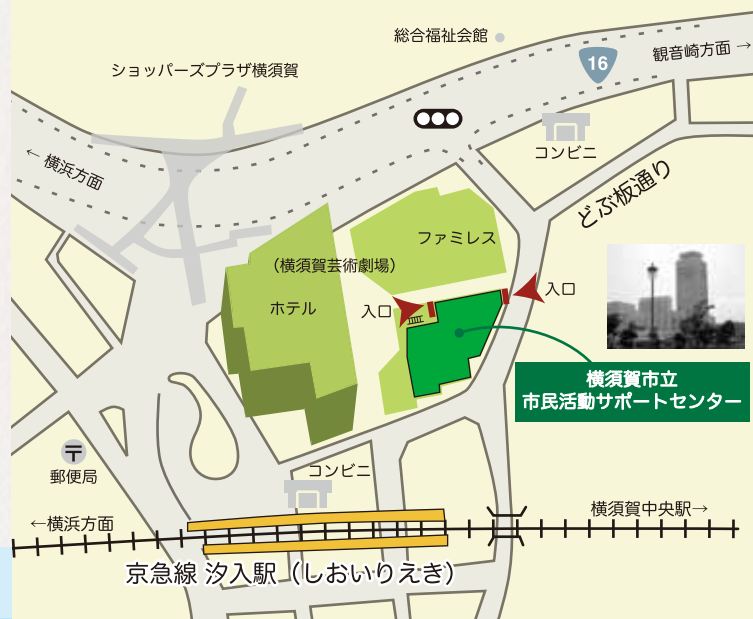 総合福祉会館
16
観音崎方面 →
ショッパーズプラザ横須賀
コンビニ
← 横浜方面
どぶ板通り
ファミレス
（横須賀芸術劇場）
入口
入口
ホテル
横須賀市立
市民活動サポートセンター
〒
郵便局
コンビニ
←横浜方面
横須賀中央駅→
京急線 汐入駅（しおいりえき）